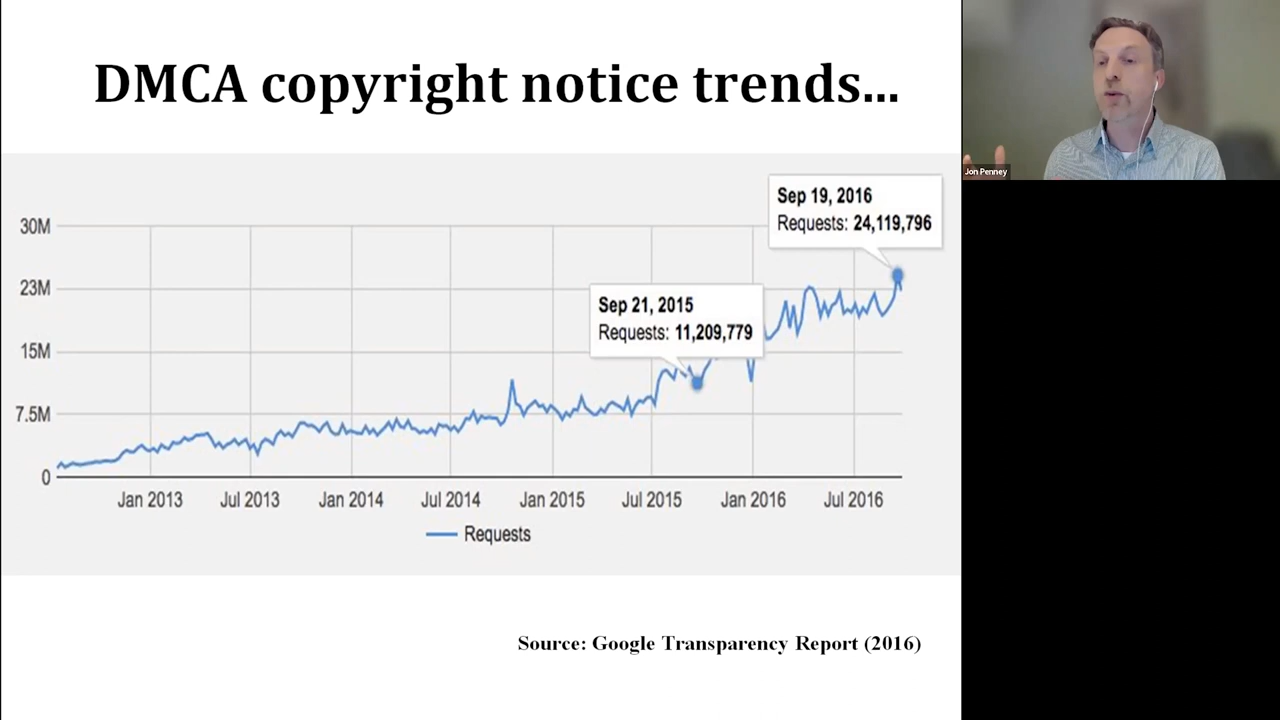 DMCA copyright notice trends...
Jon Penney
Sep 19, 2016
Requests: 24,119,796
Sep 21, 2015
Requests: 11,209,779
30M
23M
15M
7.5M
0
Jan 2013
Jul 2013
Jan 2014
Jul 2014
Jan 2015
Jul 2015
Jan 2016
Jul 2016
Requests
Source: Google Transparency Report (2016)